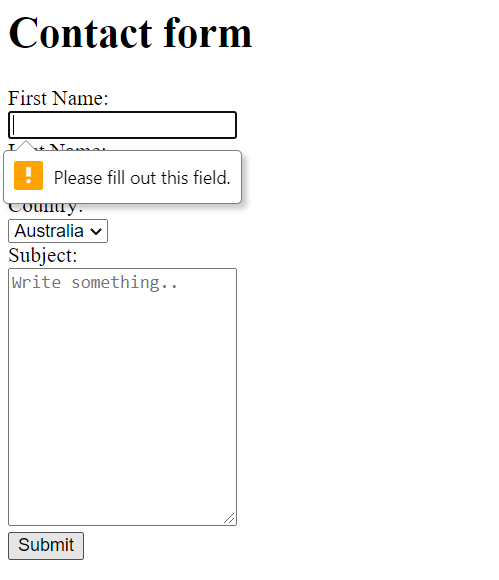 Contact form
First Name:
Please fill out this field.
Country:
Australia
Subject:
Write something..
Submit